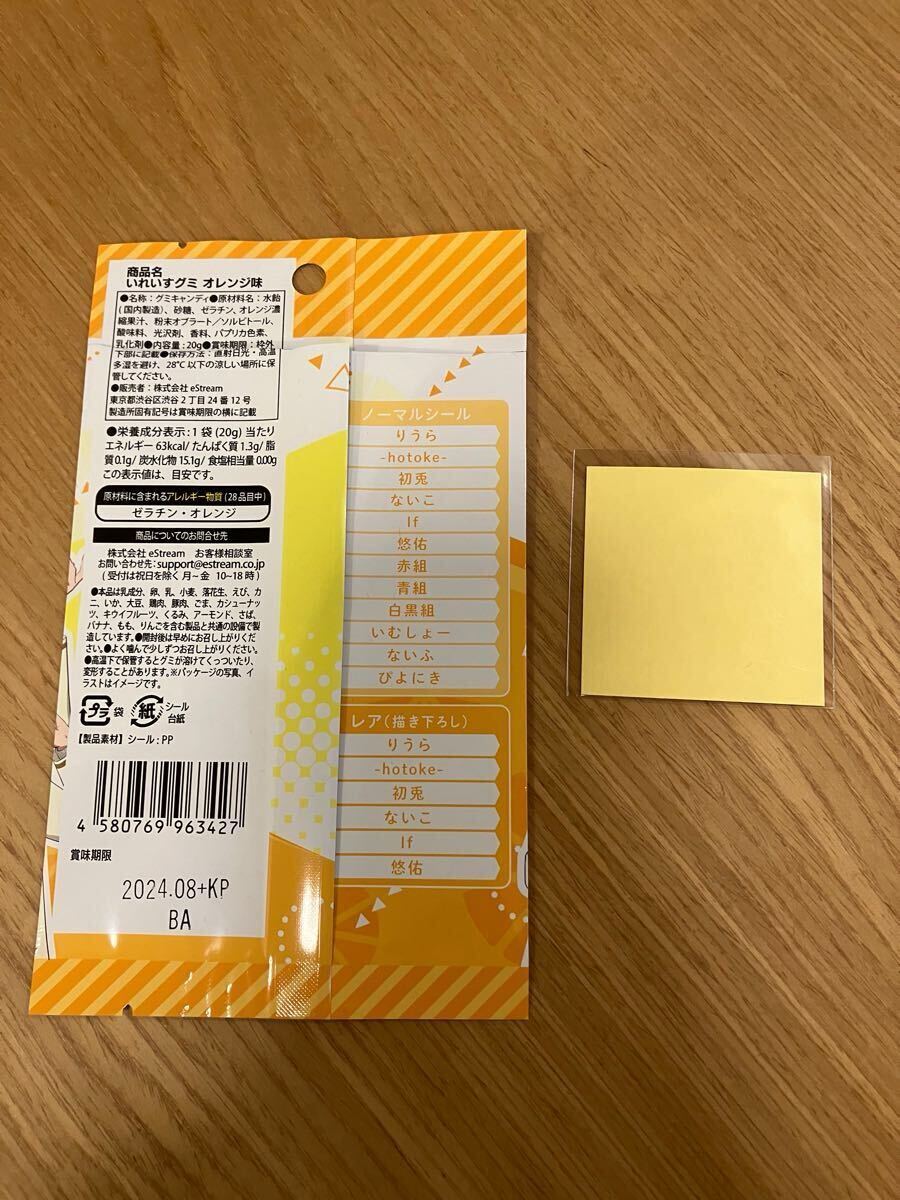 商品名
いれいすグミ オレンジ味
●名称：グミキャンディ●原材料名：水飴
(国内製造)、砂糖、ゼラチン、オレンジ濃
縮果汁、粉末オブラート／ソルビトール、
酸味料、光沢剤、香料、パプリカ色素、
乳化剤●内容量：20g●賞味期限：枠外
下部に記載●保存方法：直射日光・高温
多湿を避け、28℃以下の涼しい場所に保
管してください。
●販売者：株式会社 eStream
東京都渋谷区渋谷２丁目24番12号
製造所固有記号は賞味期限の横に記載
●栄養成分表示：1袋(20g)当たり
エネルギー 63kcal/ たんぱく質 1.3g/ 脂
質0.1g/ 炭水化物 15.1g/ 食塩相当量 0.00g
この表示値は、目安です。
原材料に含まれるアレルギー物質(28品目中)
ゼラチン・オレンジ
商品についてのお問合せ先
株式会社 eStream　お客様相談室
お問い合わせ先：support@estream.co.jp
(受付は祝日を除く 月～金 10～18時)
●本品は乳成分、卵、乳、小麦、落花生、えび、カ
ニ、いか、大豆、鶏肉、豚肉、ごま、カシューナッ
ツ、キウイフルーツ、くるみ、アーモンド、さば、
バナナ、もも、りんごを含む製品と共通の設備で製
造しています。●開封後は早めにお召し上がりくだ
さい。●よく噛んで少しずつお召し上がりください。
●高温下で保管するとグミが溶けてくっついたり、
変形することがあります。※パッケージの写真、イ
ラストはイメージです。
プラ 袋 紙 シール
台紙
【製品素材】シール：PP
4 580769 963427
賞味期限
2024.08+KP
BA
ノーマルシール
りうら
-hotoke-
初兎
ないこ
If
悠佑
赤組
青組
白黒組
いむしょー
ないふ
ぴよにき
レア(描き下ろし)
りうら
-hotoke-
初兎
ないこ
If
悠佑